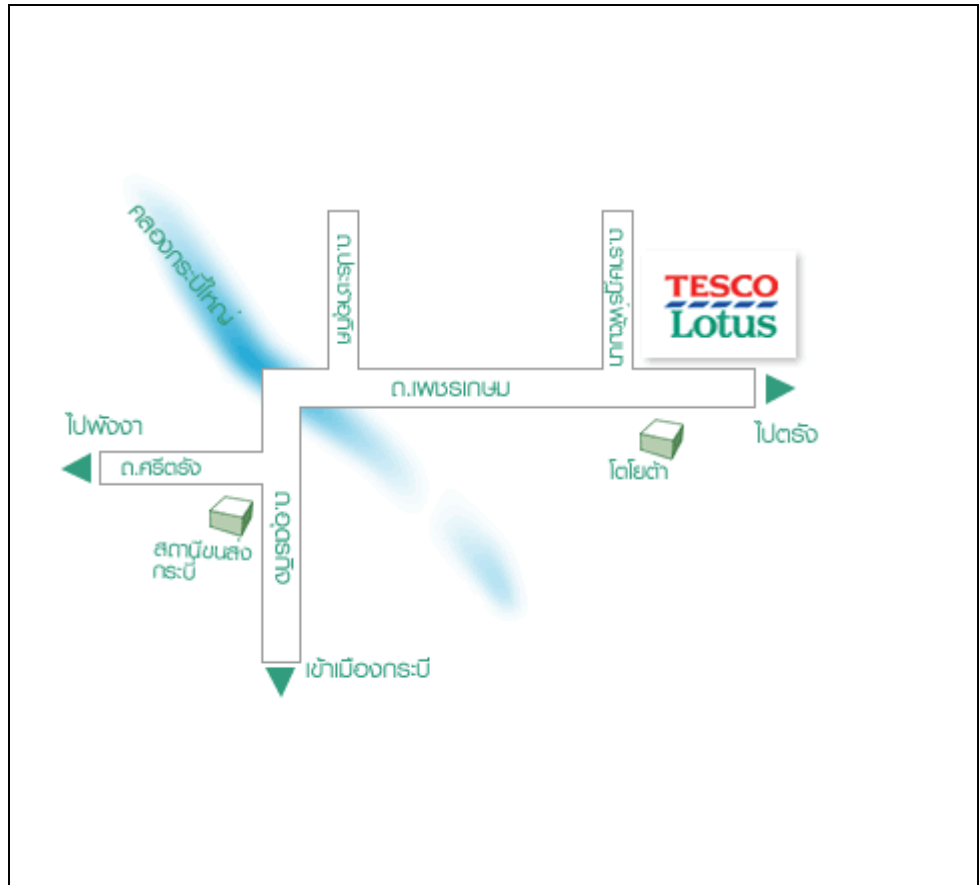 คลองกระบี่ใหญ่
ถ.ประชาอุทิศ
ถ.ราษฎร์พัฒนา
TESCO
Lotus
ถ.เพชรเกษม
ไปพังงา
ไปตรัง
ถ.ศรีตรัง
โตโยต้า
ถ.อุตรกิจ
สถานีขนส่ง
กระบี่
เข้าเมืองกระบี่